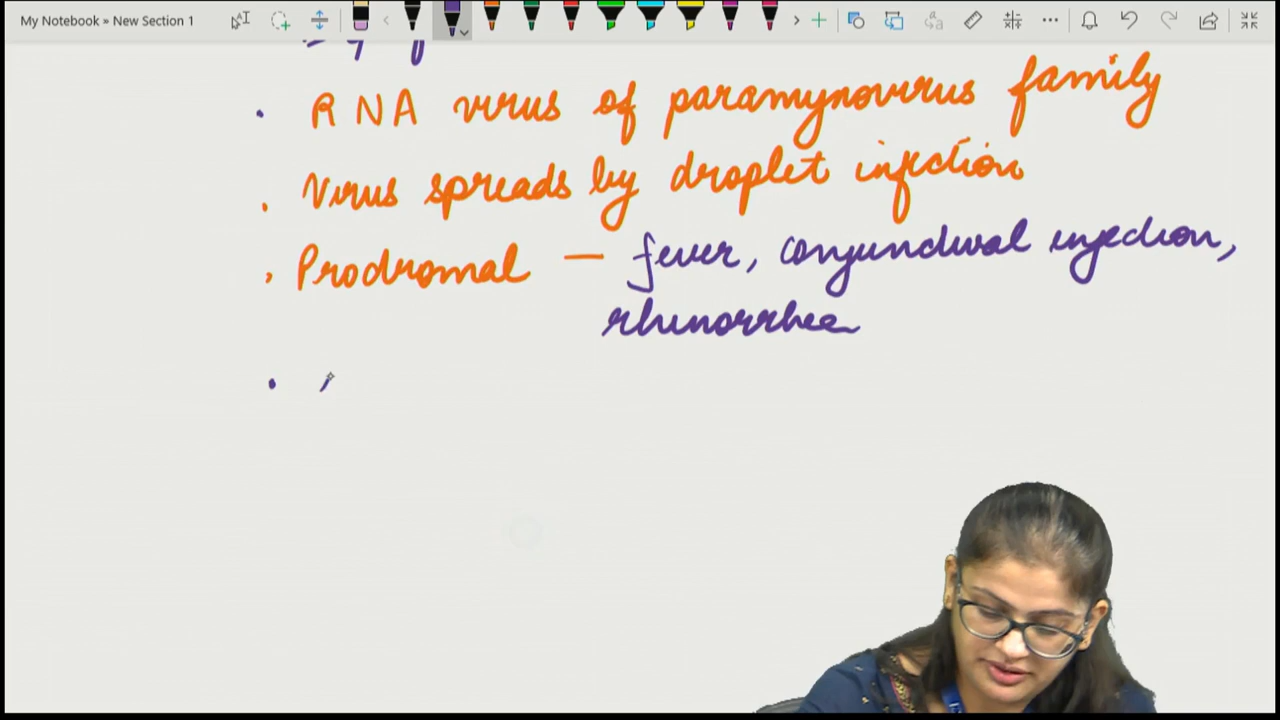 My Notebook » New Section 1
. RNA virus of paramynovirus family
. Virus spreads by droplet infection
. Prodromal — fever, conjunctival injection,
rhinorrhea